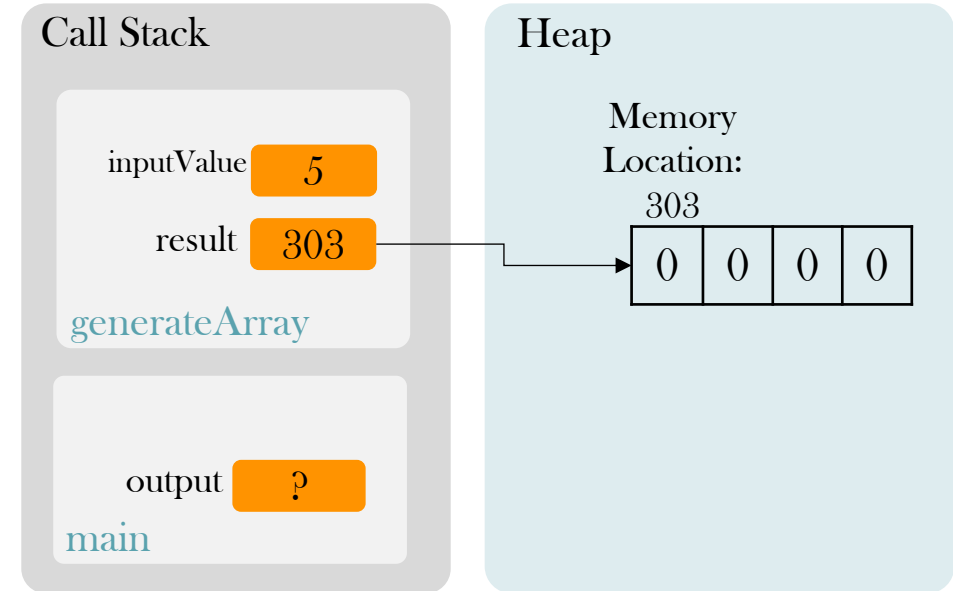 Call Stack
inputValue 5
result 303
generateArray
output ?
main
Heap
Memory
Location:
303
0 0 0 0